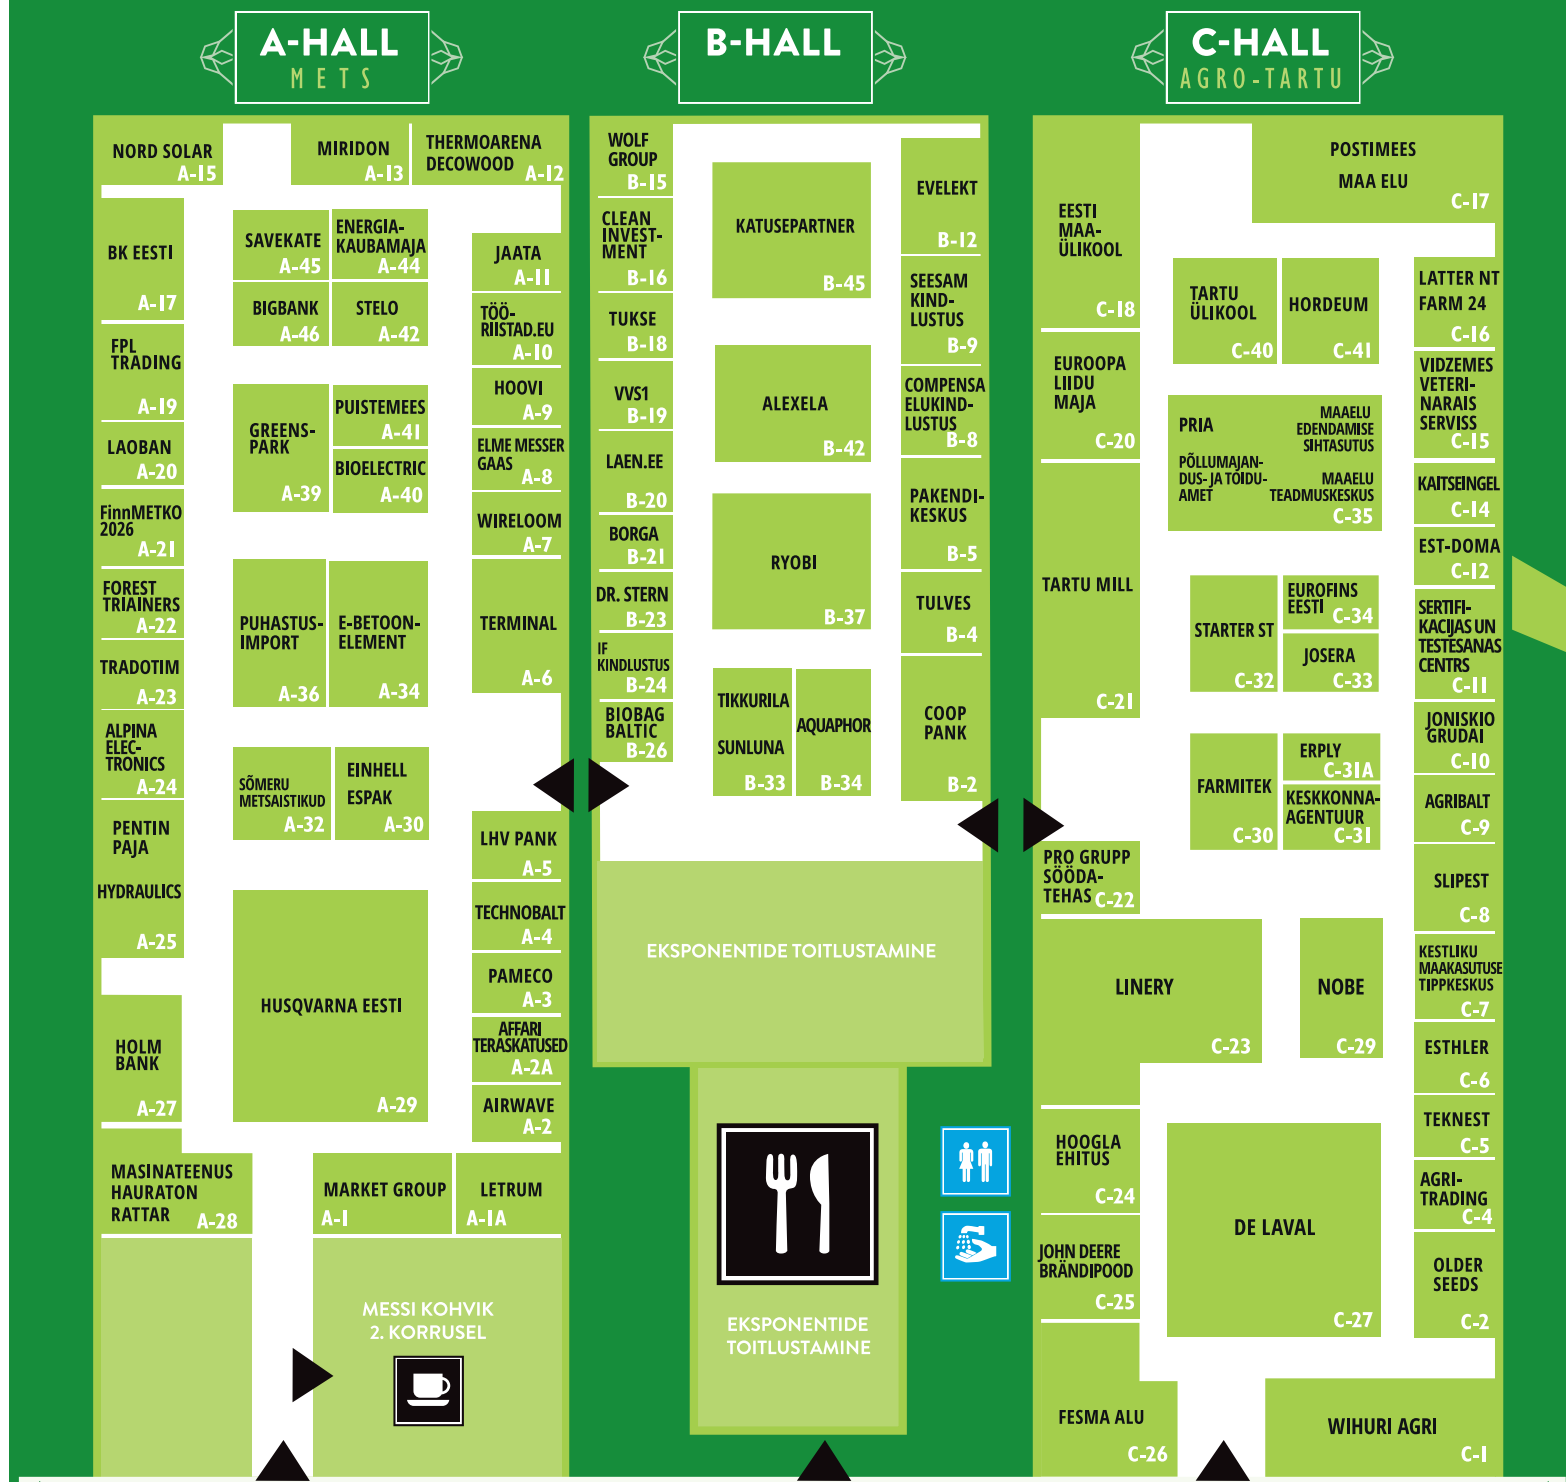 A-HALL
METS
NORD SOLAR
A-15
MIRIDON
A-13
THERMOARENA
DECOWOOD
A-12
BK EESTI
A-17
SAVEKATE
A-45
ENERGIA-
KAUBAMAJA
A-44
BIGBANK
A-46
STELO
A-42
JAATA
A-11
TÖÖ-
RIISTAD.EU
A-10
FPL
TRADING
A-19
HOOVI
A-9
GREENS-
PARK
A-39
PUISTEMEES
A-41
BIOELECTRIC
A-40
LAOBAN
A-20
ELME MESSER
GAAS
A-8
FinnMETKO
2026
A-21
WIRELOOM
A-7
FOREST
TRIAINERS
A-22
PUHASTUS-
IMPORT
A-36
E-BETOON-
ELEMENT
A-34
TERMINAL
A-6
TRADOTIM
A-23
ALPINA
ELEC-
TRONICS
A-24
SÕMERU
METSAISTIKUD
A-32
EINHELL
ESPAK
A-30
PENTIN
PAJA
HYDRAULICS
A-25
LHV PANK
A-5
TECHNOBALT
A-4
HUSQVARNA EESTI
A-29
PAMECO
A-3
AFFARI
TERASKATUSED
A-2A
HOLM
BANK
A-27
AIRWAVE
A-2
MASINATEENUS
HAURATON
RATTAR
A-28
MARKET GROUP
A-1
LETRUM
A-1A
MESSI KOHVIK
2. KORRUSEL
B-HALL
WOLF
GROUP
B-15
CLEAN
INVEST-
MENT
B-16
KATUSEPARTNER
B-45
EVELEKT
B-12
TUKSE
B-18
SEESAM
KIND-
LUSTUS
B-9
VVS1
B-19
ALEXELA
B-42
COMPENSA
ELUKIND-
LUSTUS
B-8
LAEN.EE
B-20
PAKENDI-
KESKUS
B-5
BORGA
B-21
RYOBI
B-37
DR. STERN
B-23
TULVES
B-4
IF
KINDLUSTUS
B-24
BIOBAG
BALTIC
B-26
TIKKURILA
SUNLUNA
B-33
AQUAPHOR
B-34
COOP
PANK
B-2
EKSPONENTIDE TOITLUSTAMINE
EKSPONENTIDE
TOITLUSTAMINE
C-HALL
AGRO-TARTU
POSTIMEES
MAA ELU
C-17
EESTI
MAA-
ÜLIKOOL
C-18
TARTU
ÜLIKOOL
C-40
HORDEUM
C-41
LATTER NT
FARM 24
C-16
EUROOPA
LIIDU
MAJA
C-20
VIDZEMES
VETERI-
NARAIS
SERVISS
C-15
PRIA
PÕLLUMAJAN-
DUS- JA TOIDU-
AMET
MAAELU
EDENDAMISE
SIHTASUTUS
MAAELU
TEADMUSKESKUS
C-35
KAITSEINGEL
C-14
EST-DOMA
C-12
TARTU MILL
C-21
STARTER ST
C-32
EUROFINS
EESTI
C-34
JOSERA
C-33
SERTIFI-
KACIJAS UN
TESTESANAS
CENTRS
C-11
JONISKIO
GRUDAI
C-10
FARMITEK
C-30
ERPLY
C-31A
KESKKONNA-
AGENTUUR
C-31
AGRIBALT
C-9
PRO GRUPP
SÖÖDA-
TEHAS
C-22
SLIPEST
C-8
LINERY
C-23
NOBE
C-29
KESTLIKU
MAAKASUTUSE
TIPPKESKUS
C-7
ESTHLER
C-6
HOOGLA
EHITUS
C-24
TEKNEST
C-5
AGRI-
TRADING
C-4
DE LAVAL
C-27
JOHN DEERE
BRÄNDIPOOD
C-25
OLDER
SEEDS
C-2
FESMA ALU
C-26
WIHURI AGRI
C-1